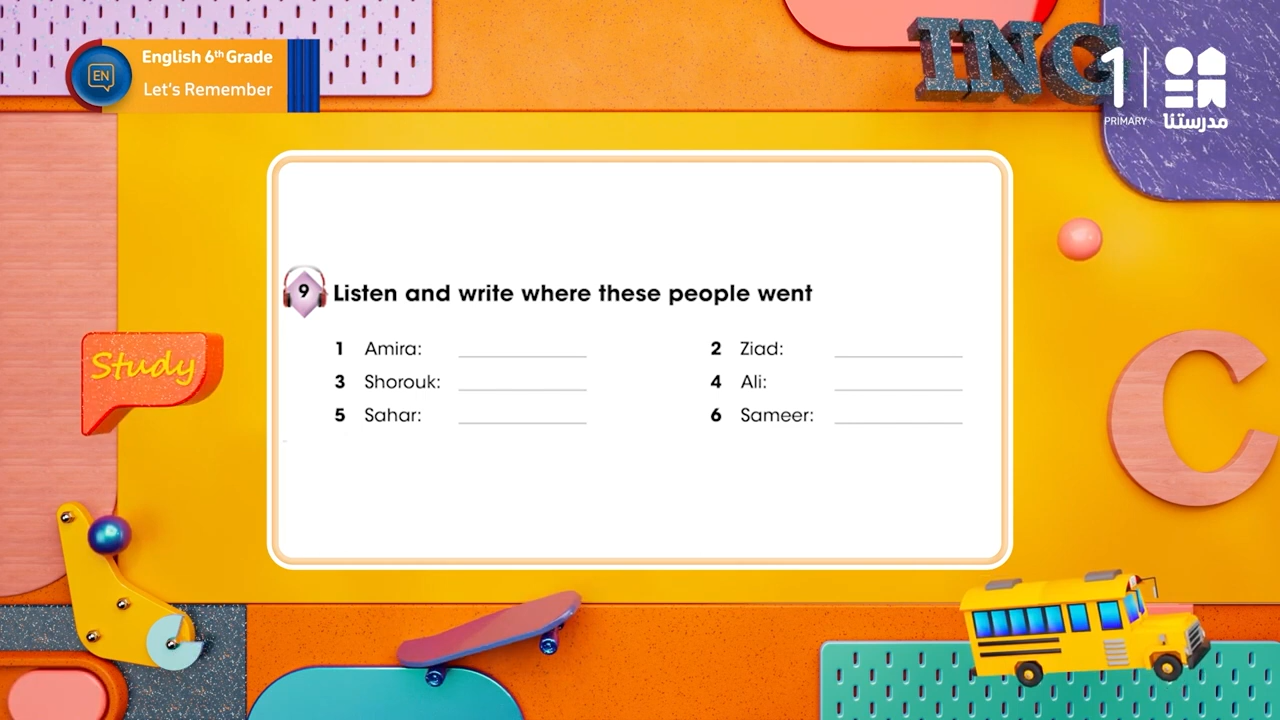 EN
English 6th Grade
Let's Remember
ING
1
PRIMARY
مدرستنا
9 Listen and write where these people went
1 Amira:
2 Ziad:
3 Shorouk:
4 Ali:
5 Sahar:
6 Sameer:
Study
C